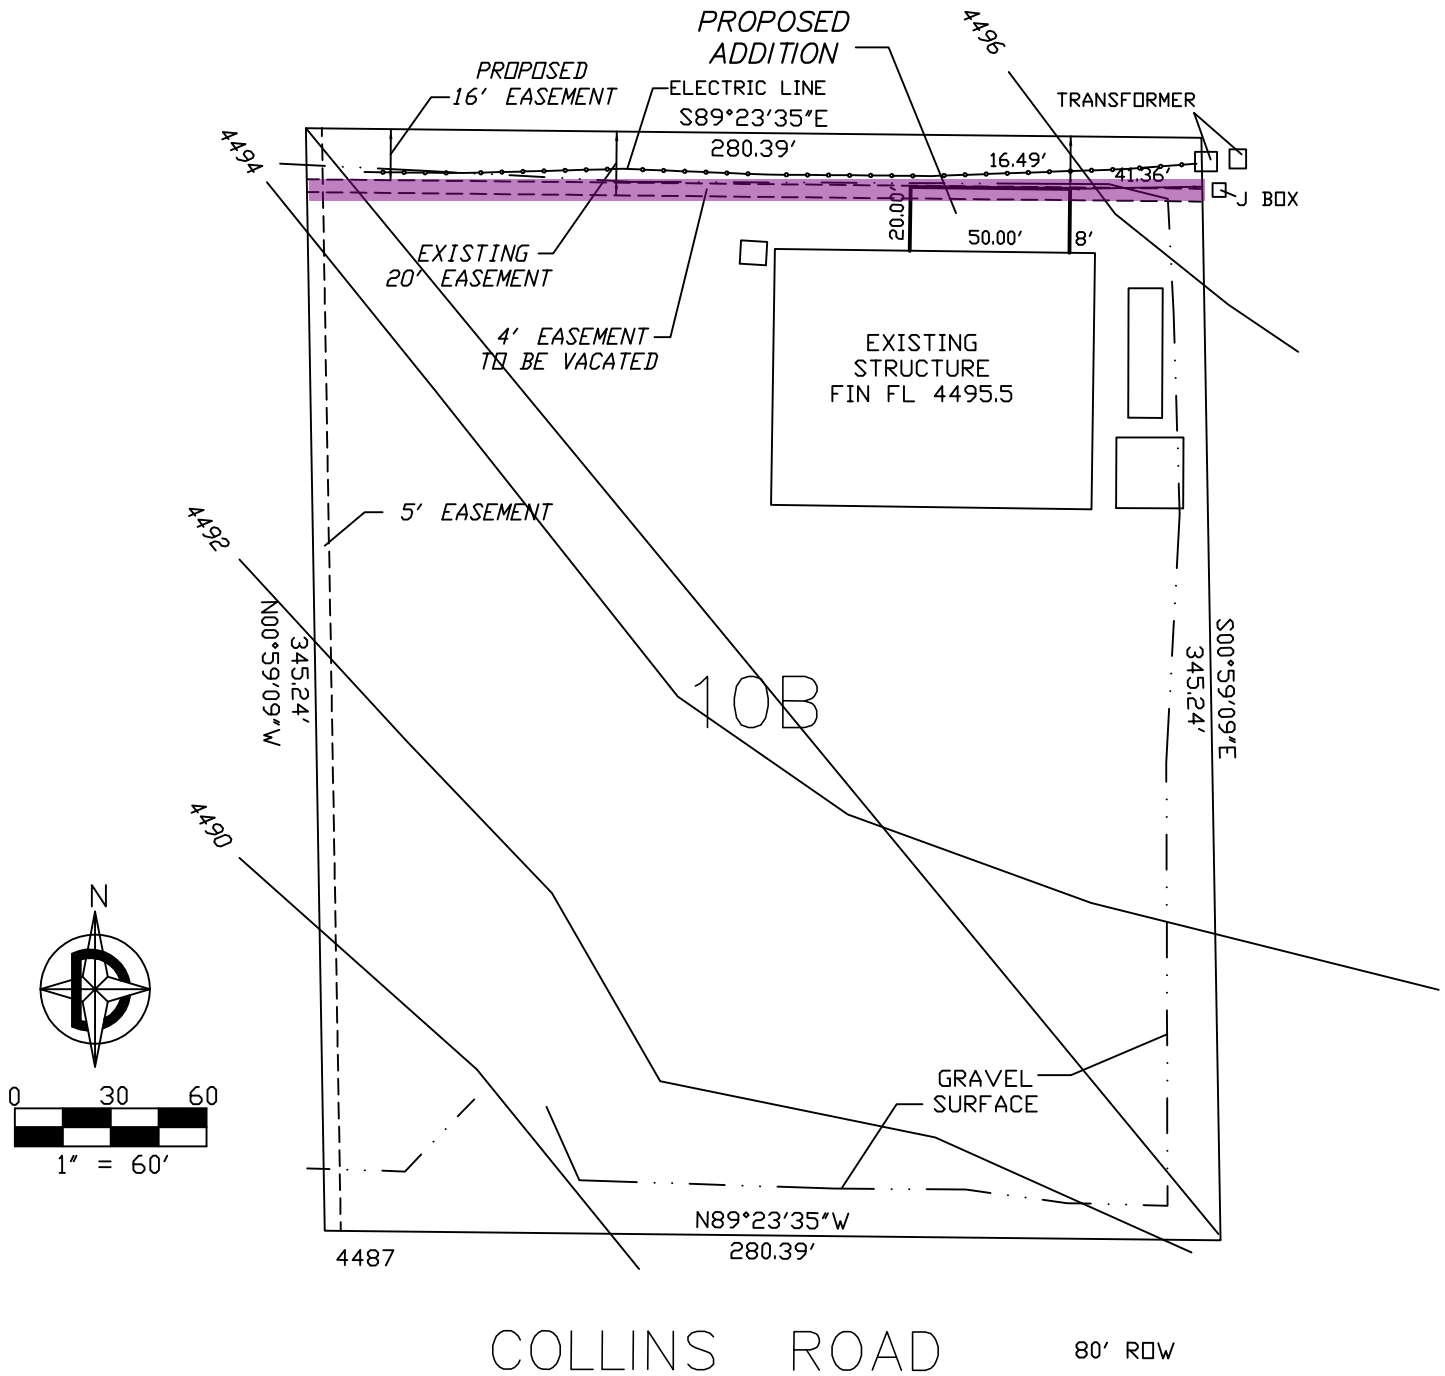 PROPOSED
ADDITION
4496
PROPOSED
16' EASEMENT
ELECTRIC LINE
TRANSFORMER
S89°23'35"E
280.39'
4494
16.49'
41.36'
J BOX
20.00'
50.00'
8'
EXISTING
20' EASEMENT
4' EASEMENT
TO BE VACATED
EXISTING
STRUCTURE
FIN FL 4495.5
5' EASEMENT
4492
N00°59'09"W
345.24'
S00°59'09"E
345.24'
10B
4490
N
D
0 30 60
1" = 60'
GRAVEL
SURFACE
N89°23'35"W
280.39'
4487
COLLINS ROAD
80' ROW